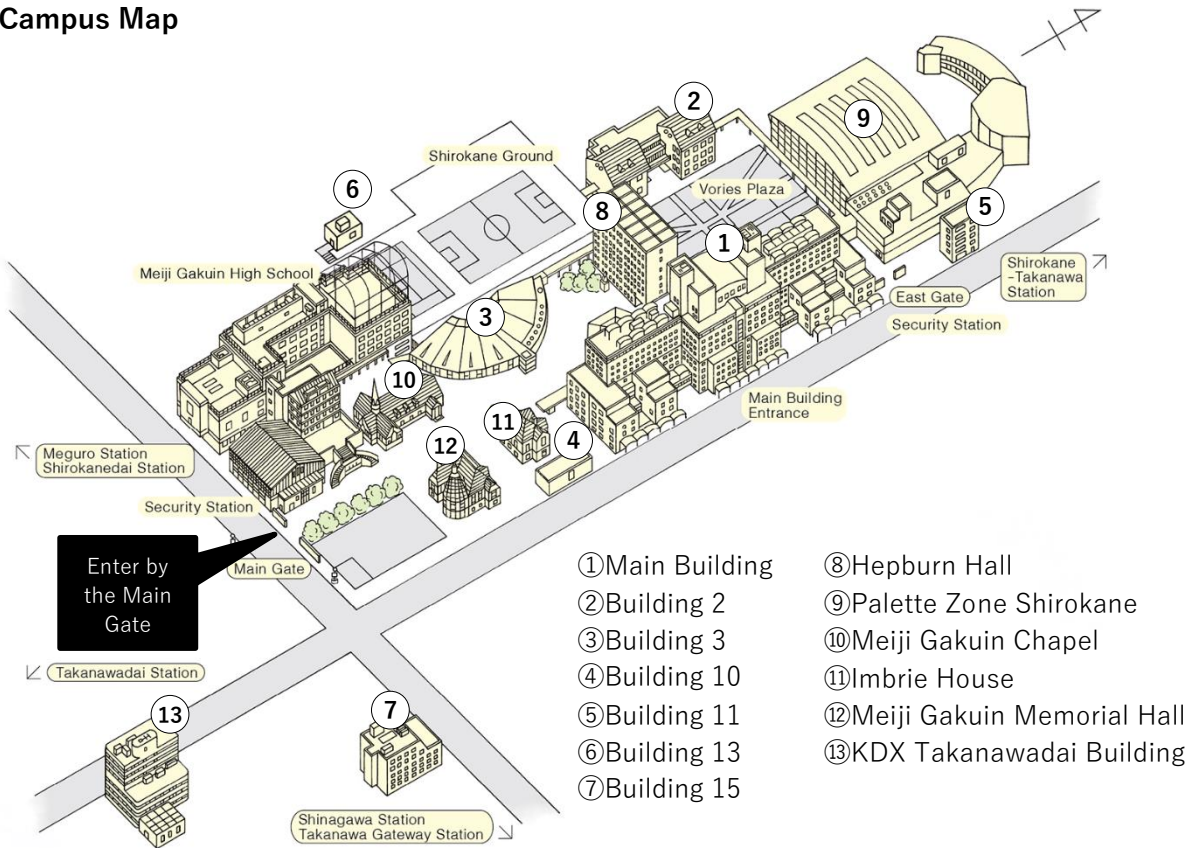 Campus Map
②
⑨
Shirokane Ground
⑥
Vories Plaza
⑧
⑤
①
Meiji Gakuin High School
Shirokane
-Takanawa
Station
East Gate
③
Security Station
⑩
Main Building
Entrance
⑪
④
⑫
Meguro Station
Shirokanedai Station
Security Station
Enter by
the Main
Gate
Main Gate
Takanawadai Station
⑬
⑦
Shinagawa Station
Takanawa Gateway Station
①Main Building
②Building 2
③Building 3
④Building 10
⑤Building 11
⑥Building 13
⑦Building 15
⑧Hepburn Hall
⑨Palette Zone Shirokane
⑩Meiji Gakuin Chapel
⑪Imbrie House
⑫Meiji Gakuin Memorial Hall
⑬KDX Takanawadai Building